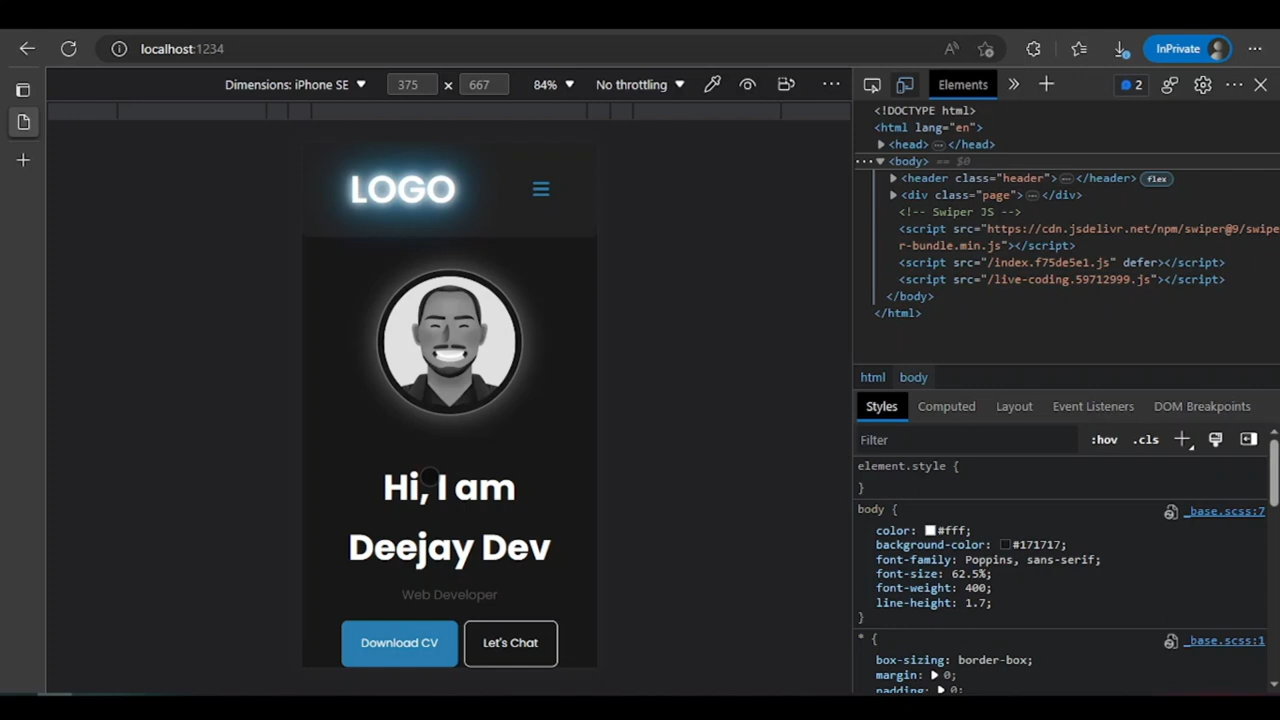 localhost:1234
InPrivate
Dimensions: iPhone SE
375 × 667
84%
No throttling
Elements
2
<!DOCTYPE html>
<html lang="en">
<head> … </head>
<body> == $0
<header class="header"> … </header> flex
<div class="page"> … </div>
<!-- Swiper JS -->
<script src="https://cdn.jsdelivr.net/npm/swiper@9/swipe
r-bundle.min.js"></script>
<script src="/index.f75de5e1.js" defer></script>
<script src="/live-coding.59712999.js"></script>
</body>
</html>
html body
Styles Computed Layout Event Listeners DOM Breakpoints
Filter
:hov .cls
element.style {
}
body {
_base.scss:7
color: #fff;
background-color: #171717;
font-family: Poppins, sans-serif;
font-size: 62.5%;
font-weight: 400;
line-height: 1.7;
}
* {
_base.scss:1
box-sizing: border-box;
margin: 0;
padding: 0;
LOGO
Hi, I am
Deejay Dev
Web Developer
Download CV
Let's Chat